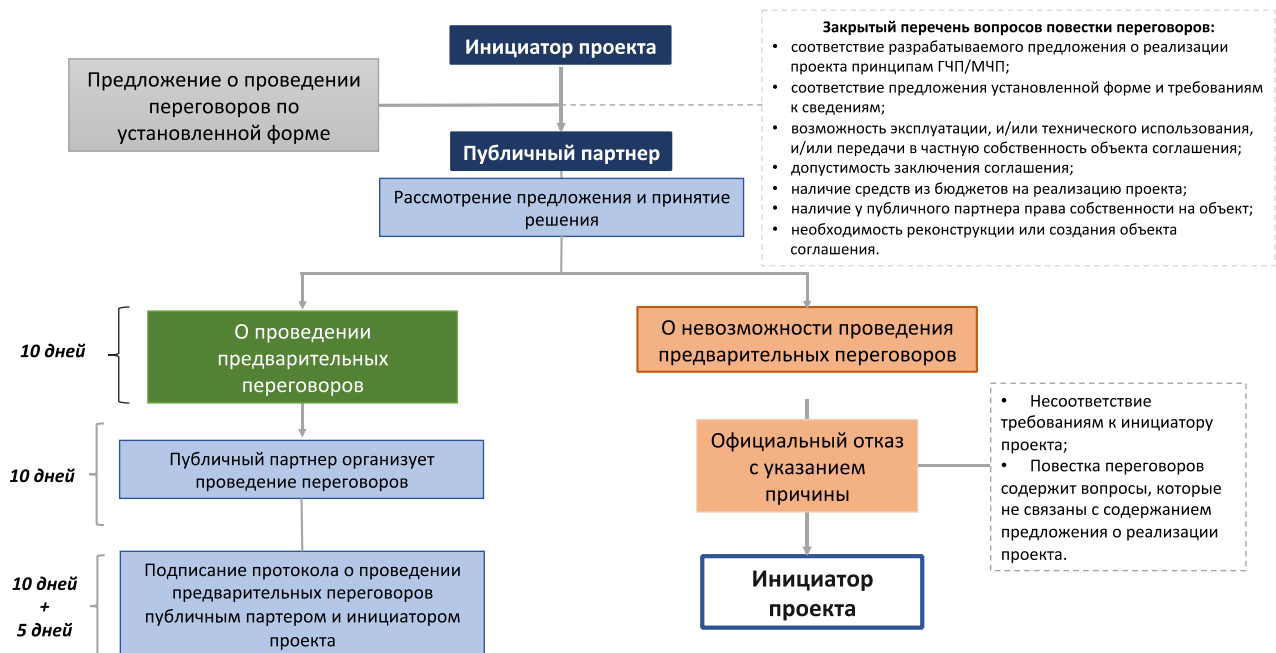 Инициатор проекта
Предложение о проведении
переговоров по
установленной форме
Закрытый перечень вопросов повестки переговоров:
• соответствие разрабатываемого предложения о реализации
проекта принципам ГЧП/МЧП;
• соответствие предложения установленной форме и требованиям
к сведениям;
• возможность эксплуатации, и/или технического использования,
и/или передачи в частную собственность объекта соглашения;
• допустимость заключения соглашения;
• наличие средств из бюджетов на реализацию проекта;
• наличие у публичного партнера права собственности на объект;
• необходимость реконструкции или создания объекта
соглашения.
Публичный партнер
Рассмотрение предложения и принятие
решения
10 дней
О проведении
предварительных
переговоров
О невозможности проведения
предварительных переговоров
10 дней
Публичный партнер организует
проведение переговоров
Официальный отказ
с указанием
причины
• Несоответствие
требованиям к инициатору
проекта;
• Повестка переговоров
содержит вопросы, которые
не связаны с содержанием
предложения о реализации
проекта.
10 дней
+
5 дней
Подписание протокола о проведении
предварительных переговоров
публичным партером и инициатором
проекта
Инициатор
проекта